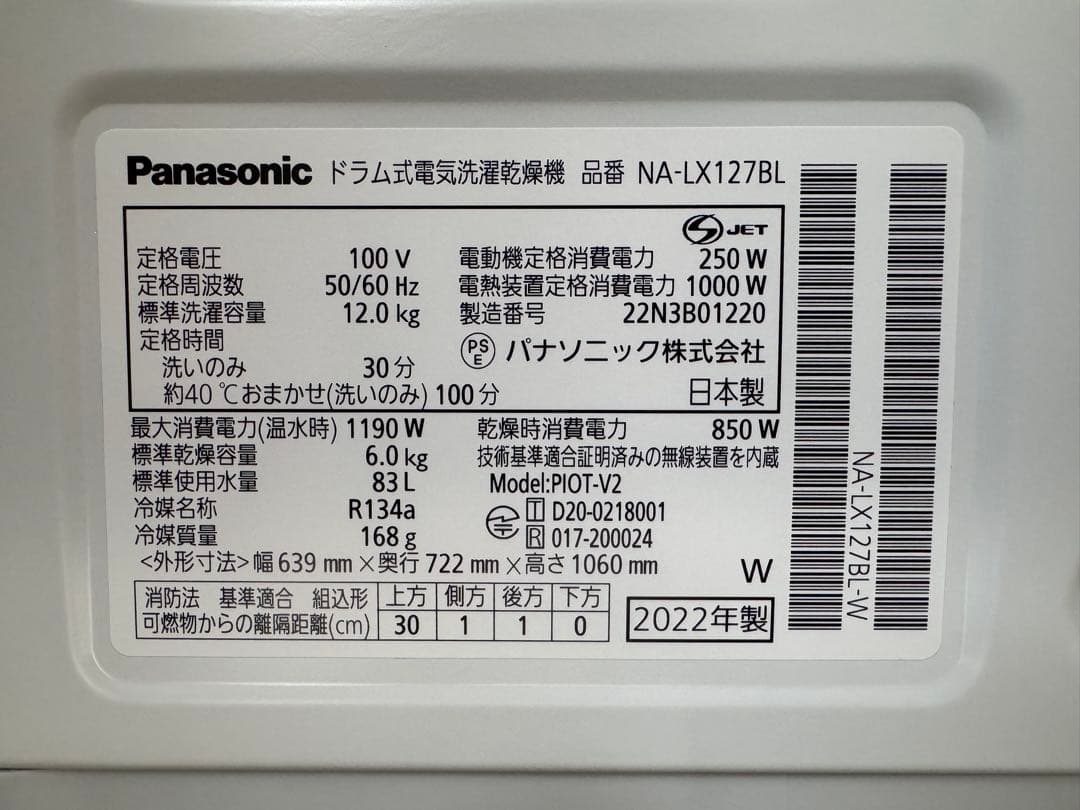 Panasonic ドラム式電気洗濯乾燥機 品番 NA-LX127BL
JET
定格電圧 100 V 電動機定格消費電力 250 W
定格周波数 50/60 Hz 電熱装置定格消費電力 1000 W
標準洗濯容量 12.0 kg 製造番号 22N3B01220
定格時間
PSE パナソニック株式会社
洗いのみ 30 分
約40 ℃おまかせ(洗いのみ) 100 分 日本製
最大消費電力(温水時) 1190 W 乾燥時消費電力 850 W
標準乾燥容量 6.0 kg 技術基準適合証明済みの無線装置を内蔵
標準使用水量 83 L Model:PIOT-V2
冷媒名称 R134a T D20-0218001
冷媒質量 168 g R 017-200024
<外形寸法> 幅 639 mm × 奥行 722 mm × 高さ 1060 mm W
消防法 基準適合 組込形 上方 側方 後方 下方
可燃物からの離隔距離(cm) 30 1 1 0
2022年製
NA-LX127BL-W